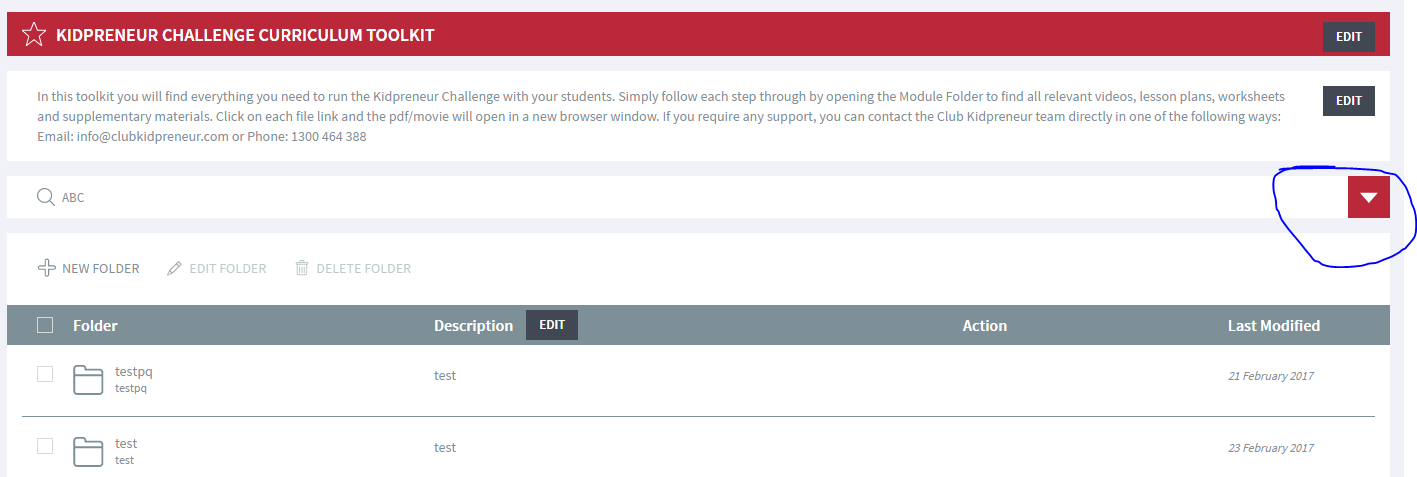 KIDPRENEUR CHALLENGE CURRICULUM TOOLKIT EDIT
In this toolkit you will find everything you need to run the Kidpreneur Challenge with your students. Simply follow each step through by opening the Module Folder to find all relevant videos, lesson plans, worksheets EDIT
and supplementary materials. Click on each file link and the pdf/movie will open in a new browser window. If you require any support, you can contact the Club Kidpreneur team directly in one of the following ways:
Email: info@clubkidpreneur.com or Phone: 1300 464 388
ABC
NEW FOLDER EDIT FOLDER DELETE FOLDER
Folder Description EDIT Action Last Modified
testpq test 21 February 2017
testpq
test test 23 February 2017
test